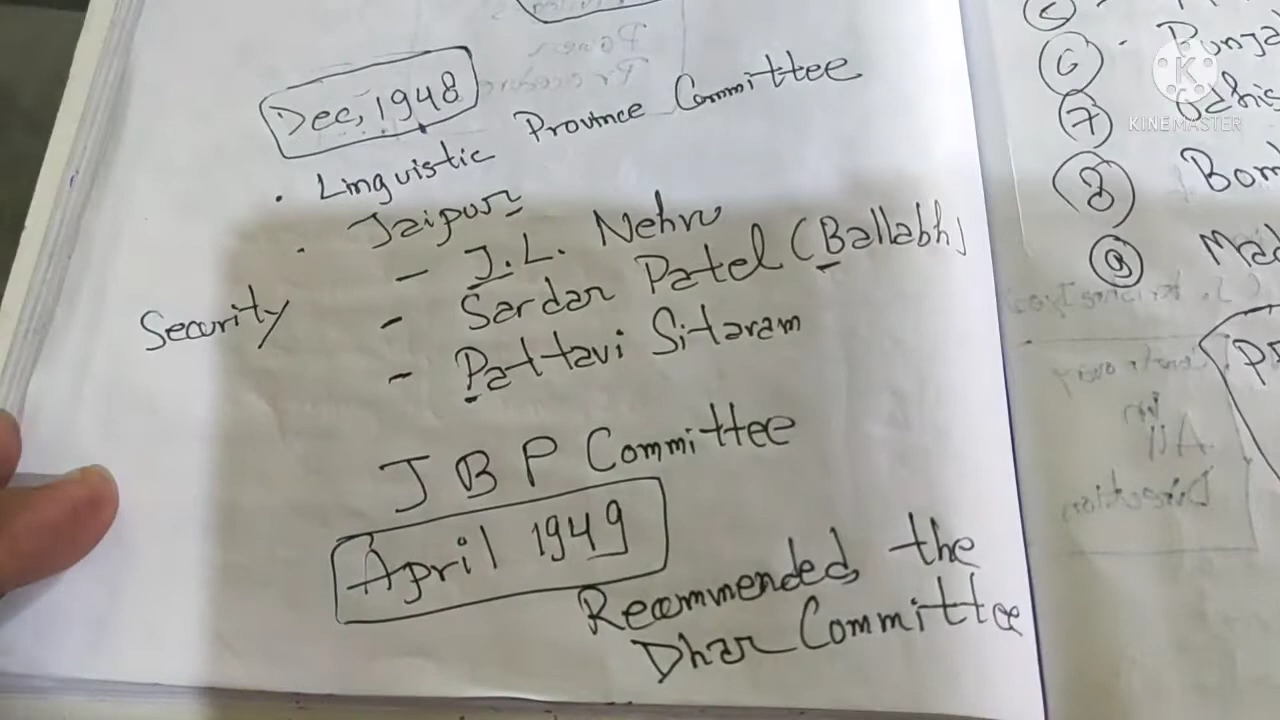 Dec, 1948
· Linguistic Province Committee
· Jaipur
- J.L. Nehru
Security
- Sardar Patel (Ballabh)
- Pattavi Sitaram
J B P Committee
April 1949
Recommended the
Dhar Committee
6
7
8
Bom
9
Mad
KINEMASTER